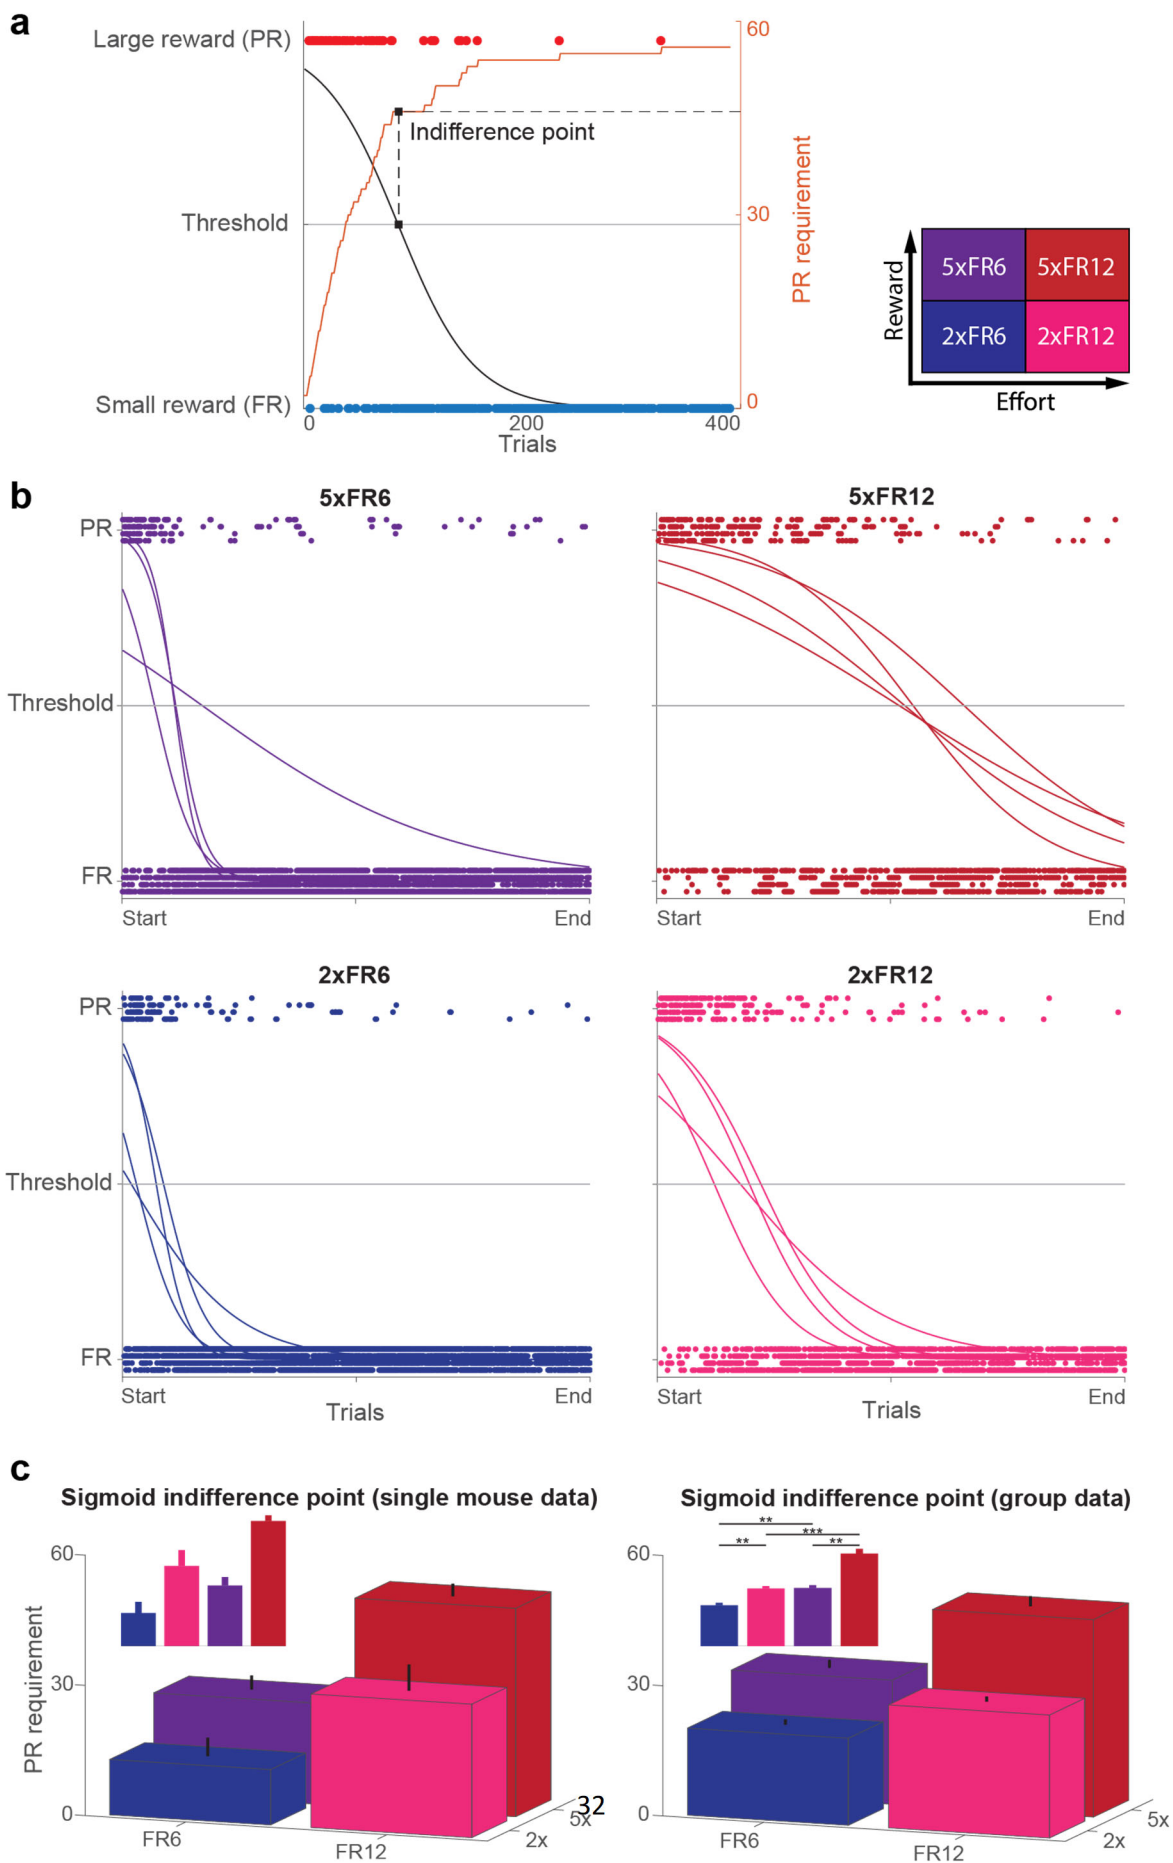 a
Large reward (PR)
60
Indifference point
Threshold
30
PR requirement
Small reward (FR)
0
0
200
400
Trials
Reward
5xFR6
5xFR12
2xFR6
2xFR12
Effort
b
5xFR6
5xFR12
PR
Threshold
FR
Start
End
Start
End
2xFR6
2xFR12
PR
Threshold
FR
Start
Trials
End
Start
Trials
End
c
Sigmoid indifference point (single mouse data)
60
30
0
PR requirement
FR6
FR12
2x
5x
32
Sigmoid indifference point (group data)
**
***
**
**
60
30
0
FR6
FR12
2x
5x